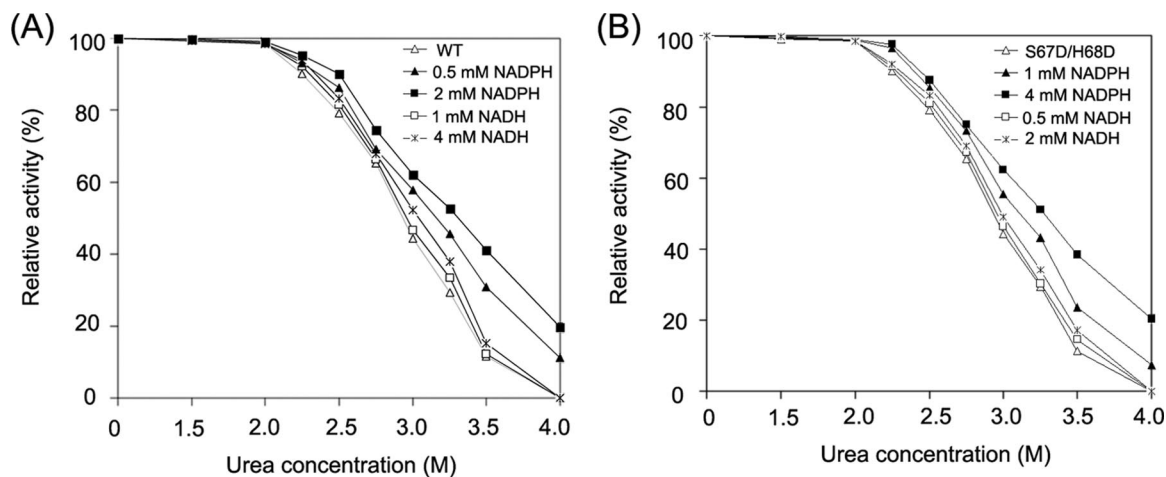 (A)
Relative activity (%)
100
80
60
40
20
0
WT
0.5 mM NADPH
2 mM NADPH
1 mM NADH
4 mM NADH
0 1.5 2.0 2.5 3.0 3.5 4.0
Urea concentration (M)
(B)
Relative activity (%)
100
80
60
40
20
0
S67D/H68D
1 mM NADPH
4 mM NADPH
0.5 mM NADH
2 mM NADH
0 1.5 2.0 2.5 3.0 3.5 4.0
Urea concentration (M)